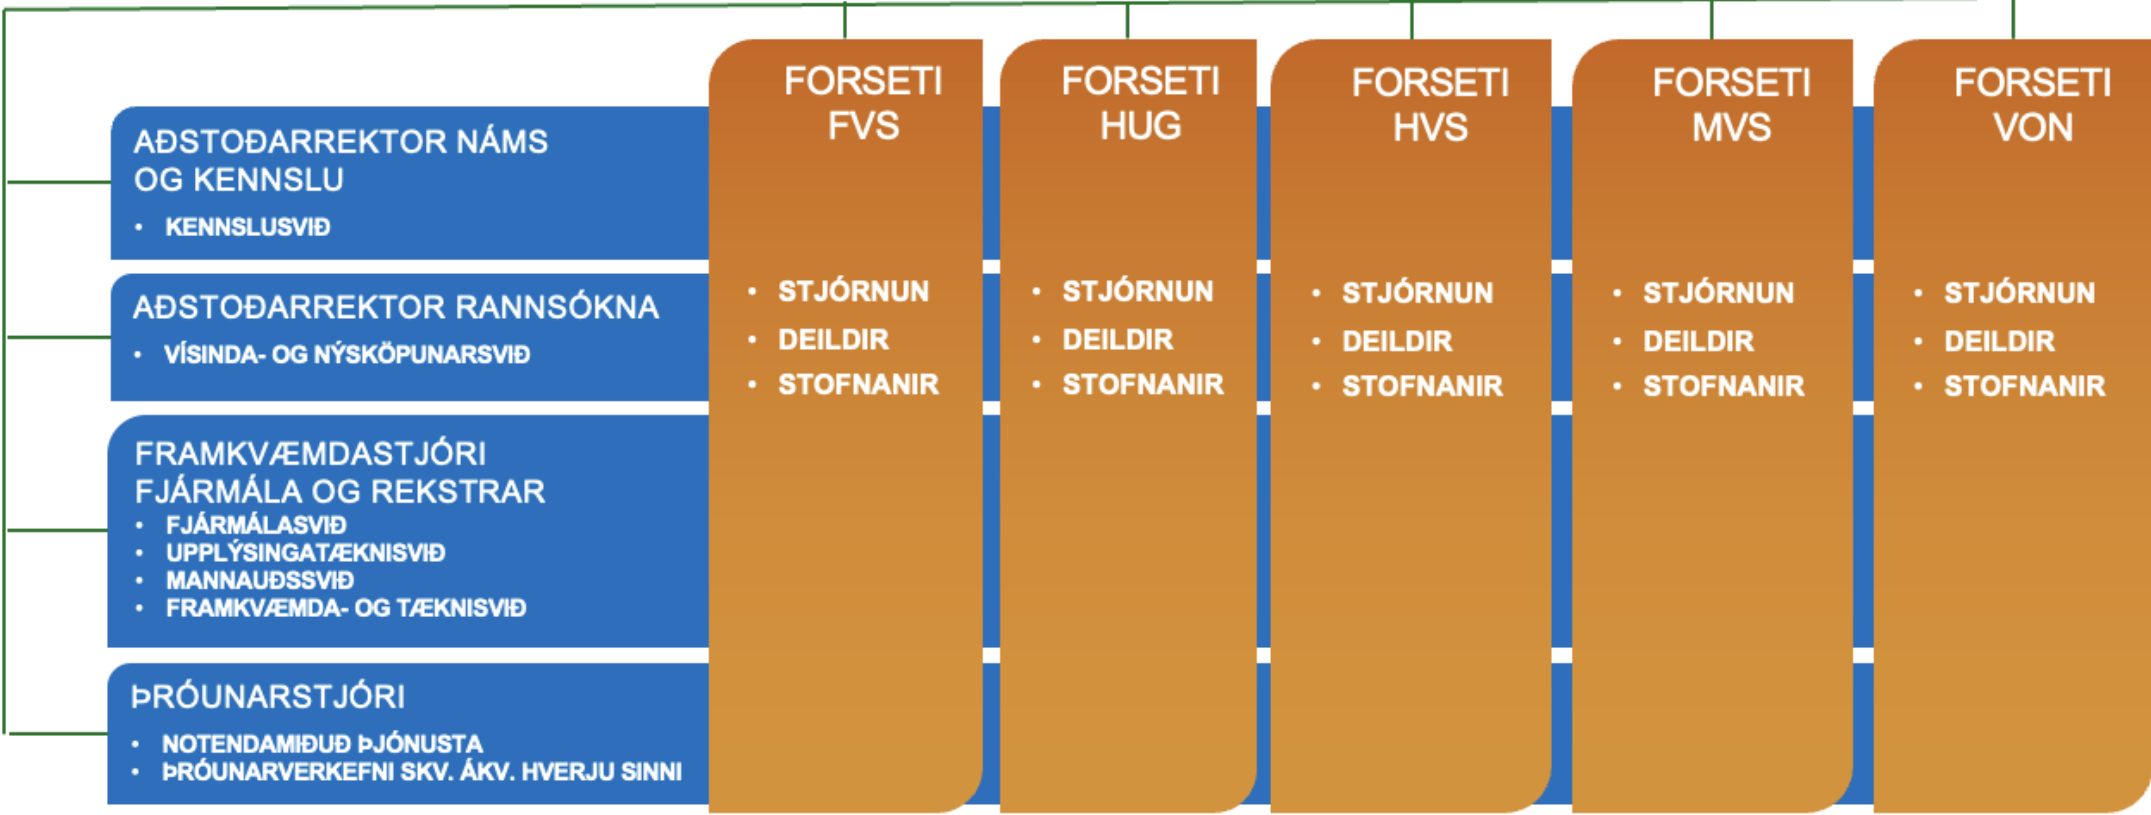 AÐSTOÐARREKTOR NÁMS
OG KENNSLU
• KENNSLUSVIÐ
AÐSTOÐARREKTOR RANNSÓKNA
• VÍSINDA- OG NÝSKÖPUNARSVIÐ
FRAMKVÆMDASTJÓRI
FJÁRMÁLA OG REKSTRAR
• FJÁRMÁLASVIÐ
• UPPLÝSINGATÆKNISVIÐ
• MANNAUÐSSVIÐ
• FRAMKVÆMDA- OG TÆKNISVIÐ
ÞRÓUNARSTJÓRI
• NOTENDAMIÐUÐ ÞJÓNUSTA
• ÞRÓUNARVERKEFNI SKV. ÁKV. HVERJU SINNI
FORSETI
FVS
• STJÓRNUN
• DEILDIR
• STOFNANIR
FORSETI
HUG
• STJÓRNUN
• DEILDIR
• STOFNANIR
FORSETI
HVS
• STJÓRNUN
• DEILDIR
• STOFNANIR
FORSETI
MVS
• STJÓRNUN
• DEILDIR
• STOFNANIR
FORSETI
VON
• STJÓRNUN
• DEILDIR
• STOFNANIR